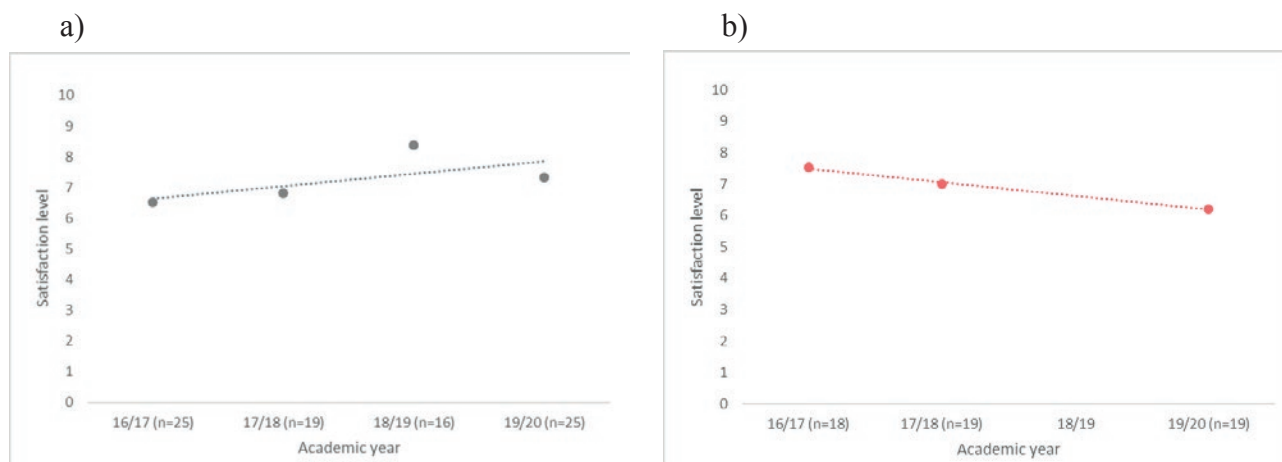 a)
Satisfaction level
10
9
8
7
6
5
4
3
2
1
0
16/17 (n=25) 17/18 (n=19) 18/19 (n=16) 19/20 (n=25)
Academic year
b)
Satisfaction level
10
9
8
7
6
5
4
3
2
1
0
16/17 (n=18) 17/18 (n=19) 18/19 19/20 (n=19)
Academic year